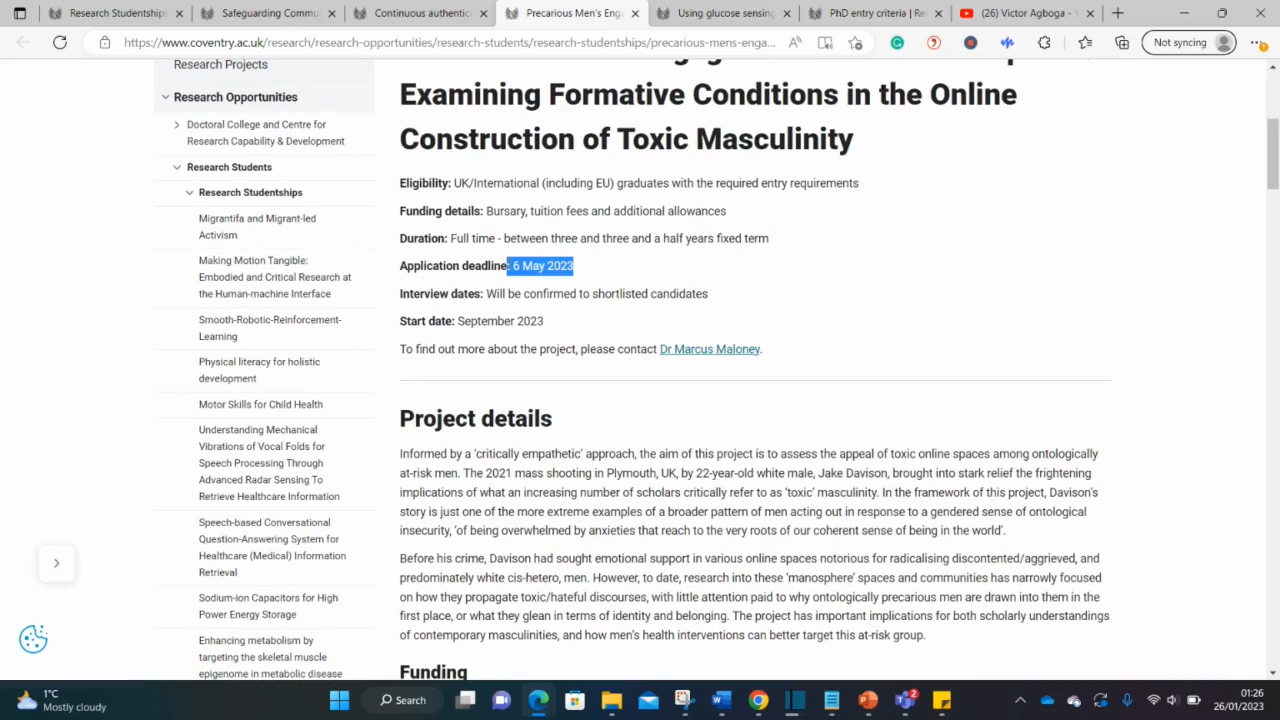 Research Studentships
Safeguarding Commu
Continuous authentica
Precarious Men's Eng
Using glucose sensing
PhD entry criteria | Re
(26) Victor Agboga - Y
https://www.coventry.ac.uk/research/research-opportunities/research-students/research-studentships/precarious-mens-enga...
Not syncing
Research Projects
Research Opportunities
Doctoral College and Centre for
Research Capability & Development
Research Students
Research Studentships
Migrantifa and Migrant-led
Activism
Making Motion Tangible:
Embodied and Critical Research at
the Human-machine Interface
Smooth-Robotic-Reinforcement-
Learning
Physical literacy for holistic
development
Motor Skills for Child Health
Understanding Mechanical
Vibrations of Vocal Folds for
Speech Processing Through
Advanced Radar Sensing To
Retrieve Healthcare Information
Speech-based Conversational
Question-Answering System for
Healthcare (Medical) Information
Retrieval
Sodium-ion Capacitors for High
Power Energy Storage
Enhancing metabolism by
targeting the skeletal muscle
epigenome in metabolic disease
Examining Formative Conditions in the Online
Construction of Toxic Masculinity
Eligibility: UK/International (including EU) graduates with the required entry requirements
Funding details: Bursary, tuition fees and additional allowances
Duration: Full time - between three and three and a half years fixed term
Application deadline: 6 May 2023
Interview dates: Will be confirmed to shortlisted candidates
Start date: September 2023
To find out more about the project, please contact Dr Marcus Maloney.
Project details
Informed by a ‘critically empathetic’ approach, the aim of this project is to assess the appeal of toxic online spaces among ontologically
at-risk men. The 2021 mass shooting in Plymouth, UK, by 22-year-old white male, Jake Davison, brought into stark relief the frightening
implications of what an increasing number of scholars critically refer to as ‘toxic’ masculinity. In the framework of this project, Davison’s
story is just one of the more extreme examples of a broader pattern of men acting out in response to a gendered sense of ontological
insecurity, ‘of being overwhelmed by anxieties that reach to the very roots of our coherent sense of being in the world’.
Before his crime, Davison had sought emotional support in various online spaces notorious for radicalising discontented/aggrieved, and
predominately white cis-hetero, men. However, to date, research into these ‘manosphere’ spaces and communities has narrowly focused
on how they propagate toxic/hateful discourses, with little attention paid to why ontologically precarious men are drawn into them in the
first place, or what they glean in terms of identity and belonging. The project has important implications for both scholarly understandings
of contemporary masculinities, and how men’s health interventions can better target this at-risk group.
Funding
1°C
Mostly cloudy
Search
2
01:26
26/01/2023